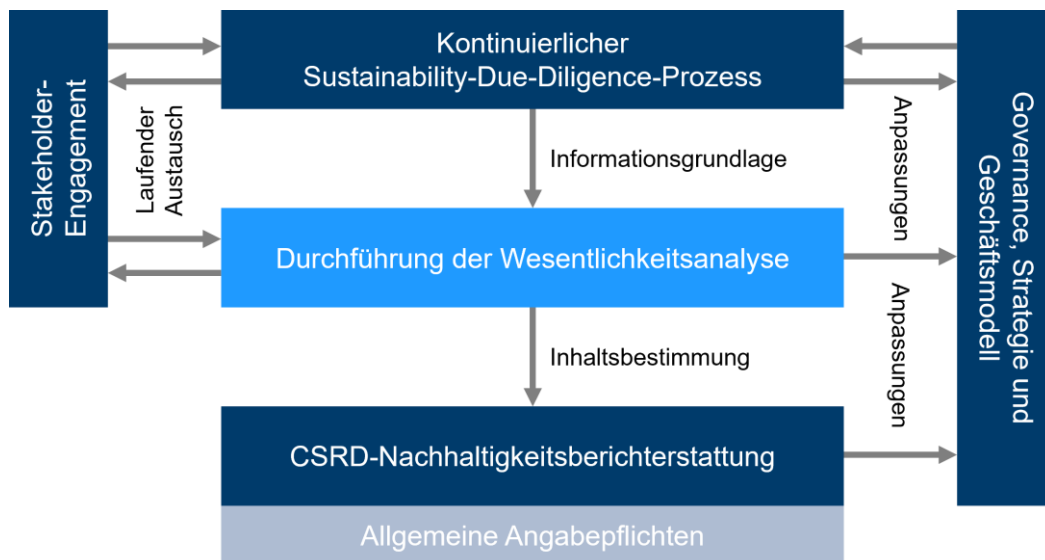 Kontinuierlicher
Sustainability-Due-Diligence-Prozess
Stakeholder-
Engagement
Laufender
Austausch
Informationsgrundlage
Anpassungen
Governance, Strategie und
Geschäftsmodell
Durchführung der Wesentlichkeitsanalyse
Inhaltsbestimmung
Anpassungen
CSRD-Nachhaltigkeitsberichterstattung
Allgemeine Angabepflichten